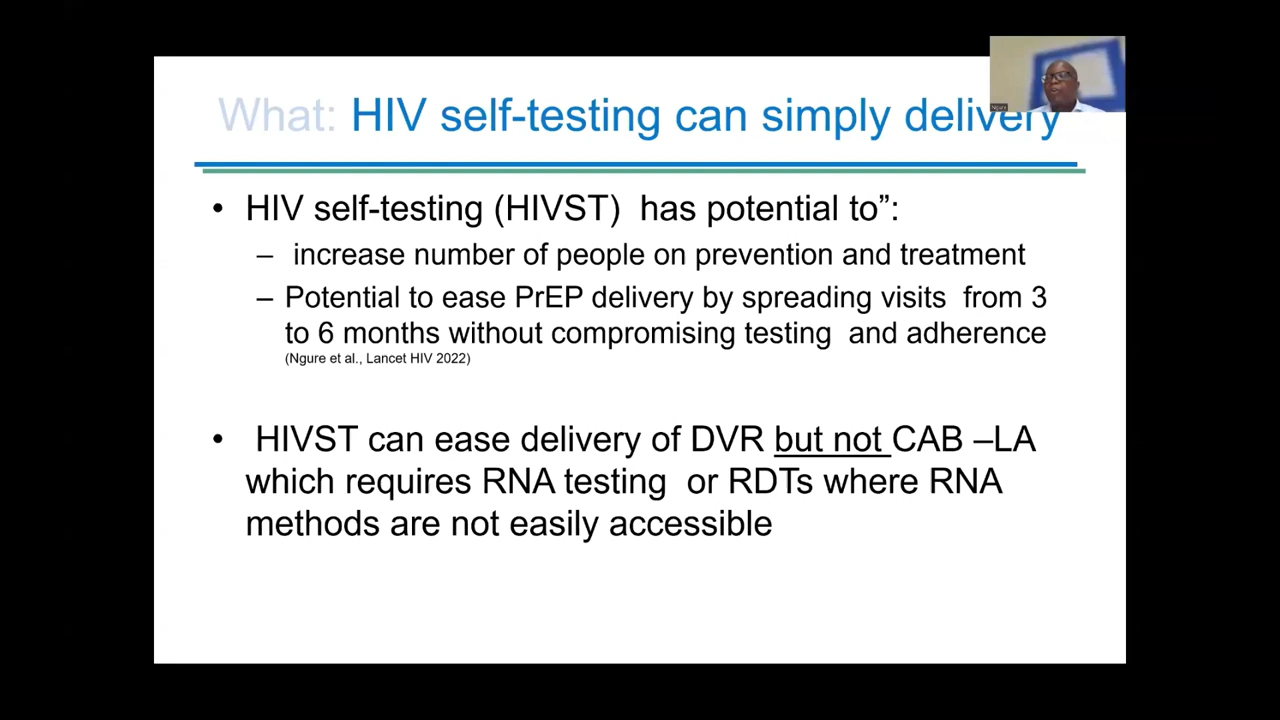 What: HIV self-testing can simply delivery
• HIV self-testing (HIVST) has potential to”:
– increase number of people on prevention and treatment
– Potential to ease PrEP delivery by spreading visits from 3
to 6 months without compromising testing and adherence
(Ngure et al., Lancet HIV 2022)
• HIVST can ease delivery of DVR but not CAB –LA
which requires RNA testing or RDTs where RNA
methods are not easily accessible
Ngure